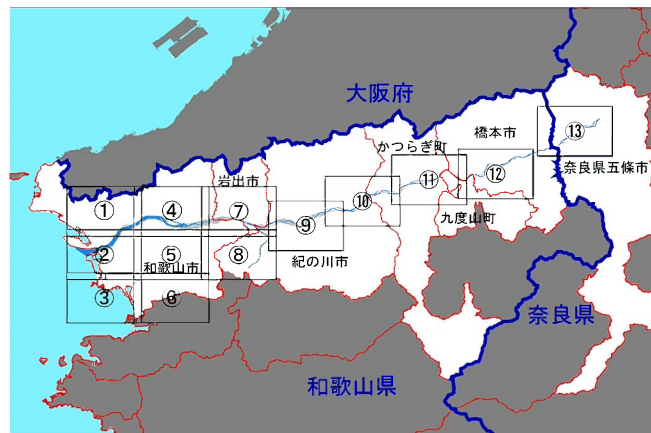 大阪府
橋本市
⑬
かつらぎ町
奈良県五條市
岩出市
⑪
⑫
①
④
⑦
⑨
⑩
九度山町
②
⑤
⑧
和歌山市
紀の川市
③
⑥
奈良県
和歌山県